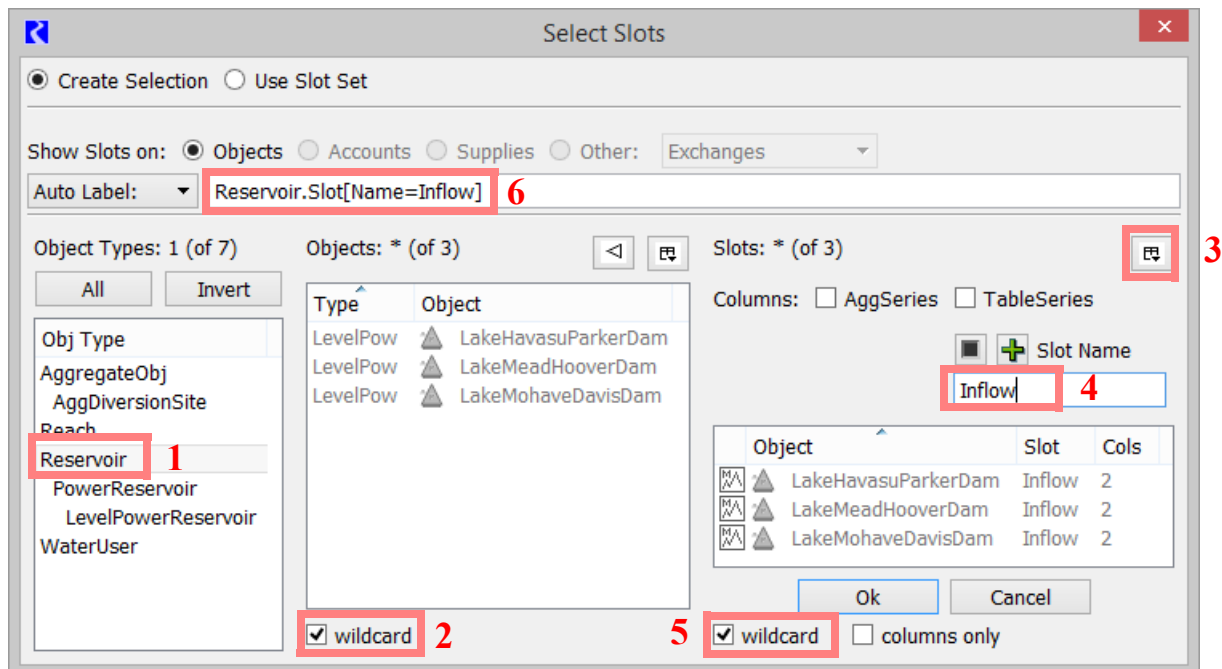 Select Slots
Create Selection Use Slot Set
Show Slots on: Objects Accounts Supplies Other: Exchanges
Auto Label: Reservoir.Slot[Name=Inflow] 6
Object Types: 1 (of 7)
All Invert
Obj Type
AggregateObj
AggDiversionSite
Reach
Reservoir 1
PowerReservoir
LevelPowerReservoir
WaterUser
Objects: * (of 3)
Type Object
LevelPow LakeHavasuParkerDam
LevelPow LakeMeadHooverDam
LevelPow LakeMohaveDavisDam
wildcard 2
Slots: * (of 3) 3
Columns: AggSeries TableSeries
Slot Name
Inflow 4
Object Slot Cols
LakeHavasuParkerDam Inflow 2
LakeMeadHooverDam Inflow 2
LakeMohaveDavisDam Inflow 2
Ok Cancel
5 wildcard columns only